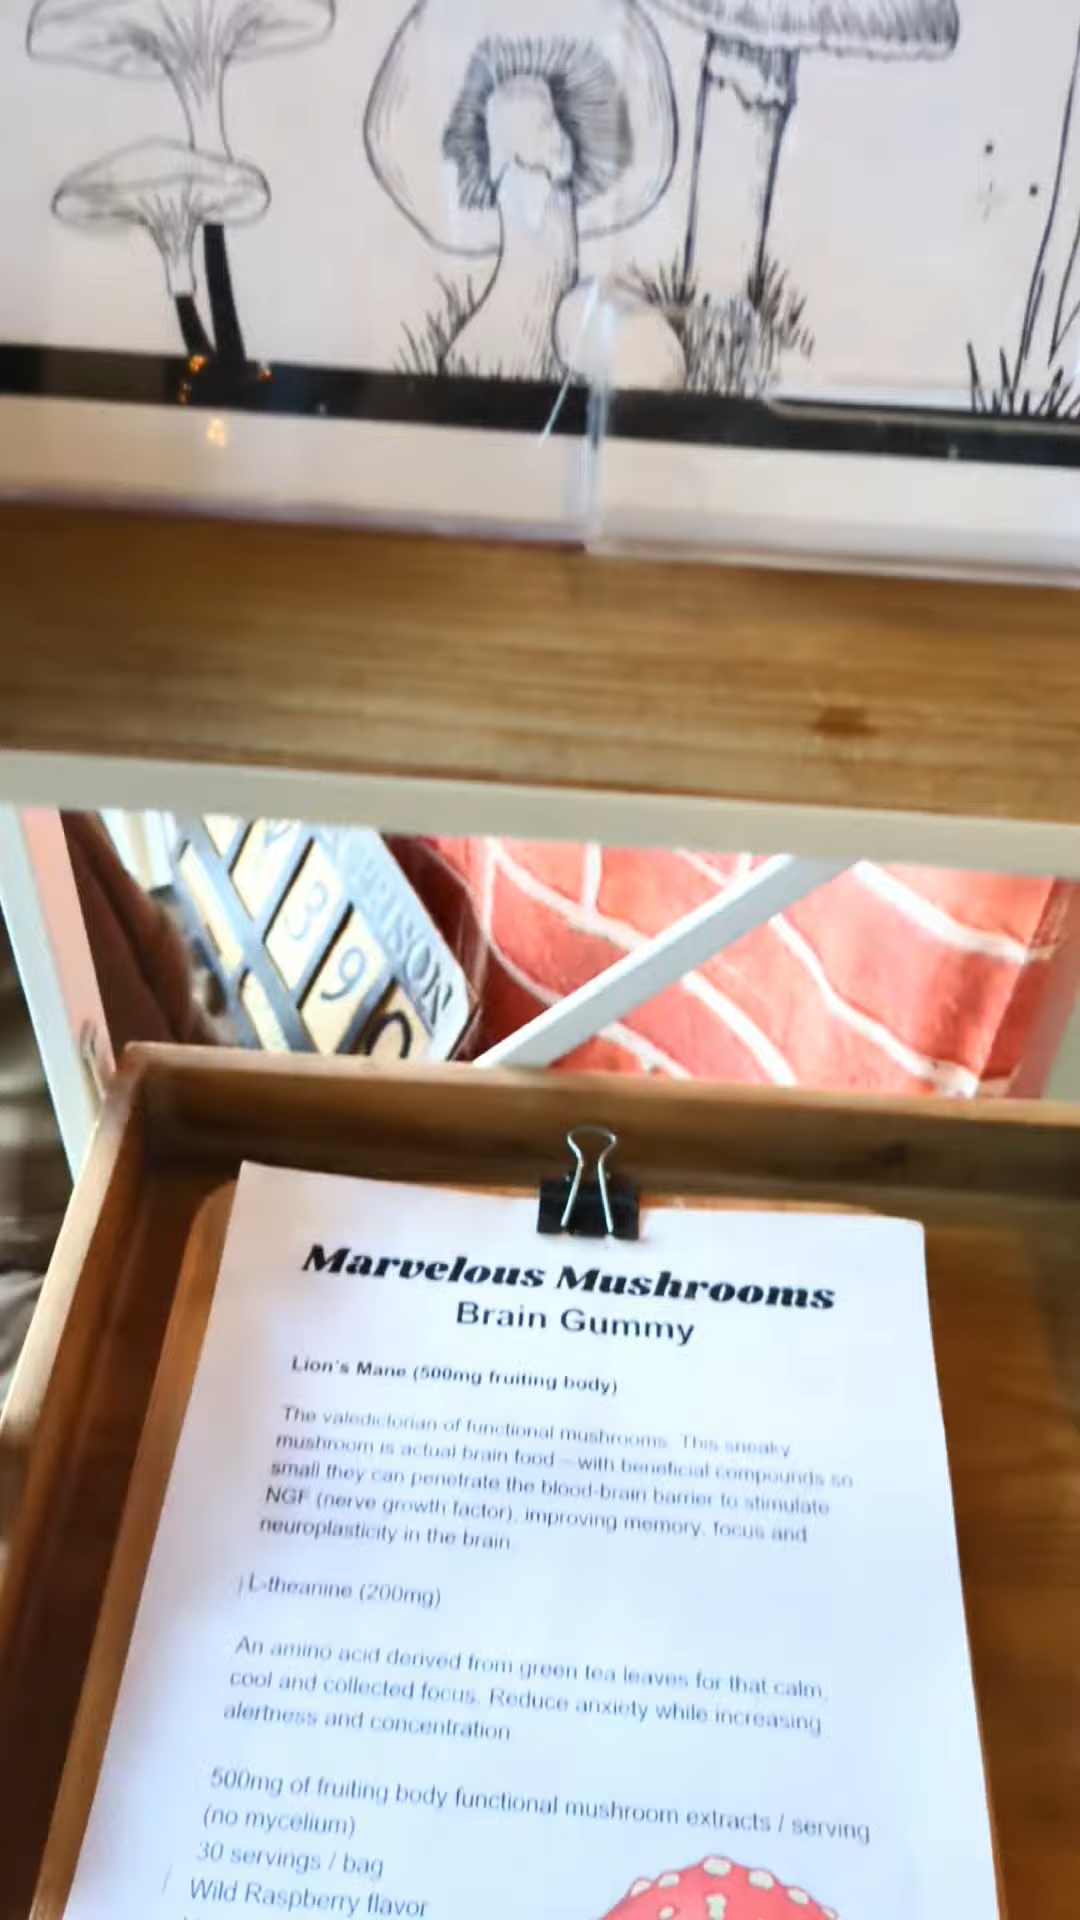 PRISON
3
9
0
Marvelous Mushrooms
Brain Gummy
Lion's Mane (500mg fruiting body)
The valedictorian of functional mushrooms. This sneaky
mushroom is actual brain food – with beneficial compounds so
small they can penetrate the blood-brain barrier to stimulate
NGF (nerve growth factor), improving memory, focus and
neuroplasticity in the brain.
L-theanine (200mg)
An amino acid derived from green tea leaves for that calm,
cool and collected focus. Reduce anxiety while increasing
alertness and concentration
500mg of fruiting body functional mushroom extracts / serving
(no mycelium)
30 servings / bag
Wild Raspberry flavor